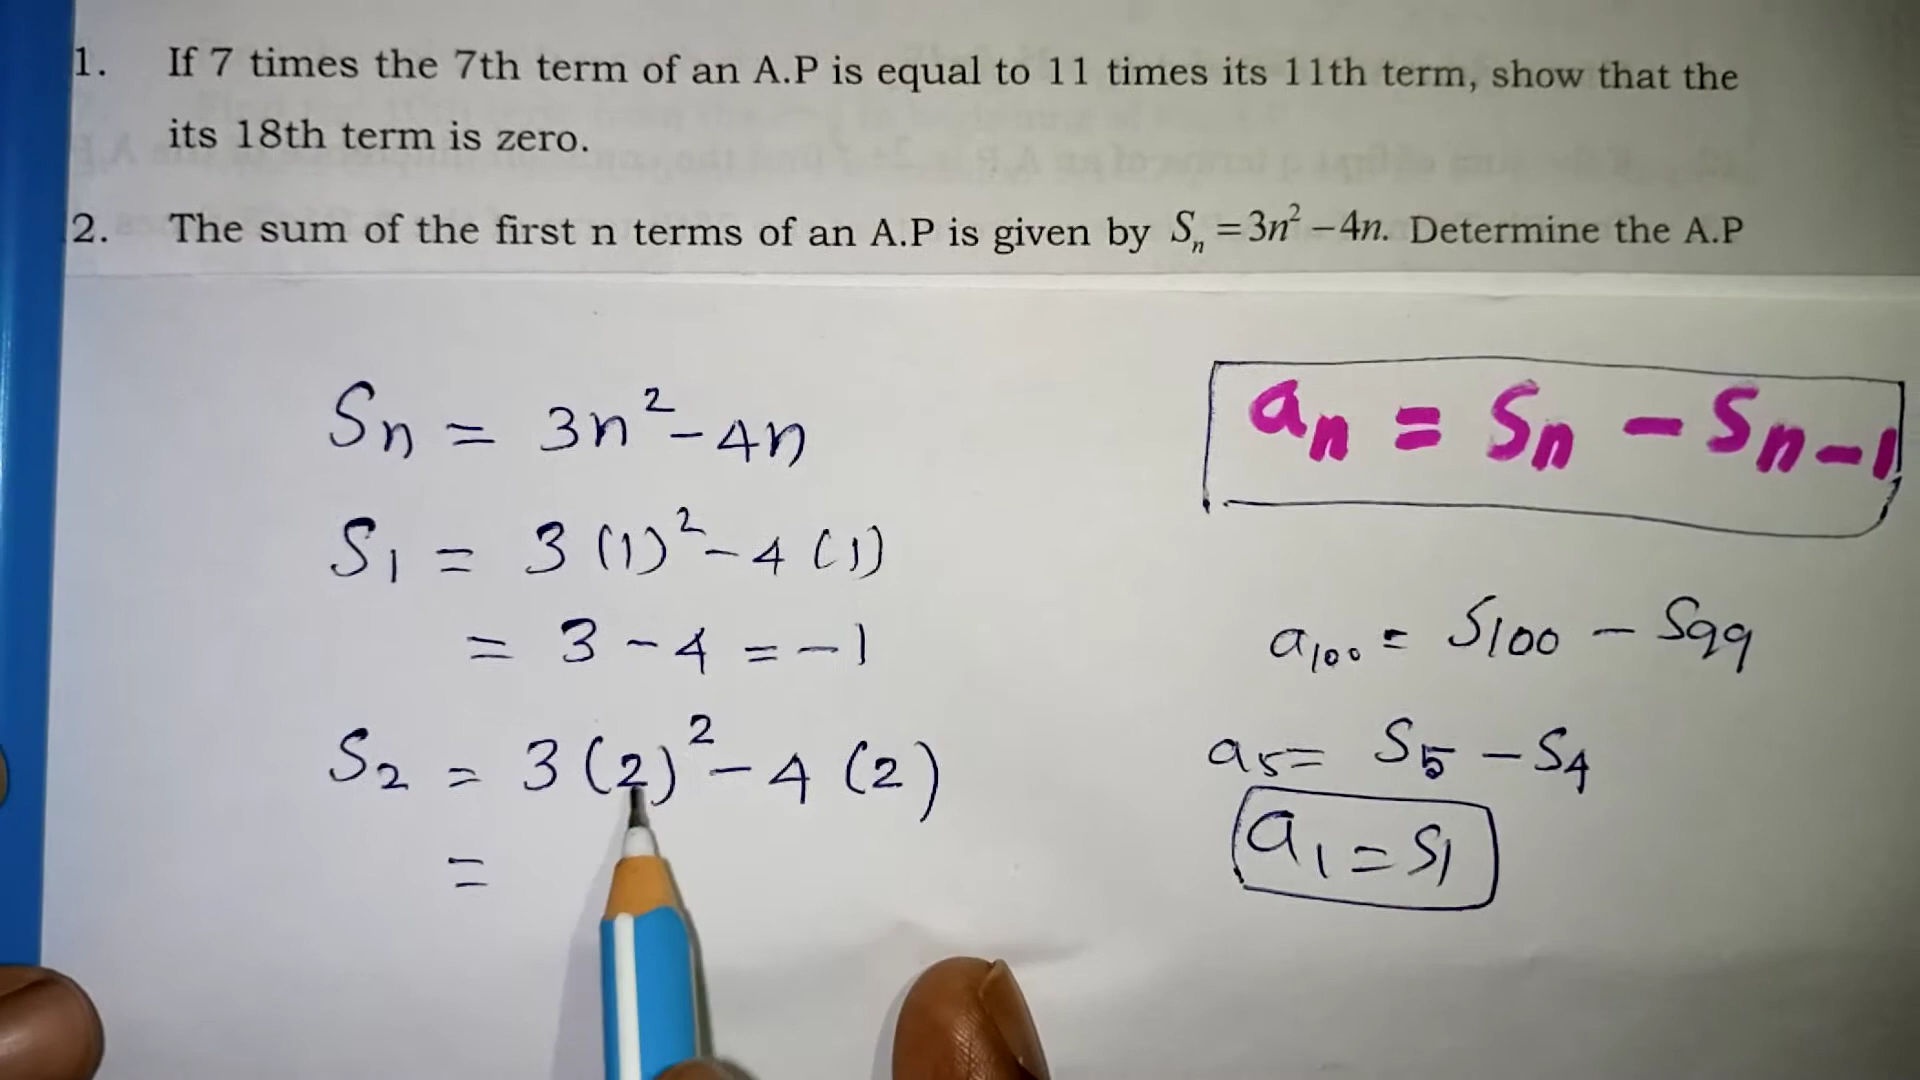 1. If 7 times the 7th term of an A.P is equal to 11 times its 11th term, show that the
its 18th term is zero.
2. The sum of the first n terms of an A.P is given by Sₙ = 3n² – 4n. Determine the A.P
Sₙ = 3n² – 4n
S₁ = 3 (1)² – 4 (1)
= 3 – 4 = –1
S₂ = 3 (2)² – 4 (2)
=
aₙ = Sₙ – Sₙ₋₁
a₁₀₀ = S₁₀₀ – S₉₉
a₅ = S₅ – S₄
a₁ = S₁